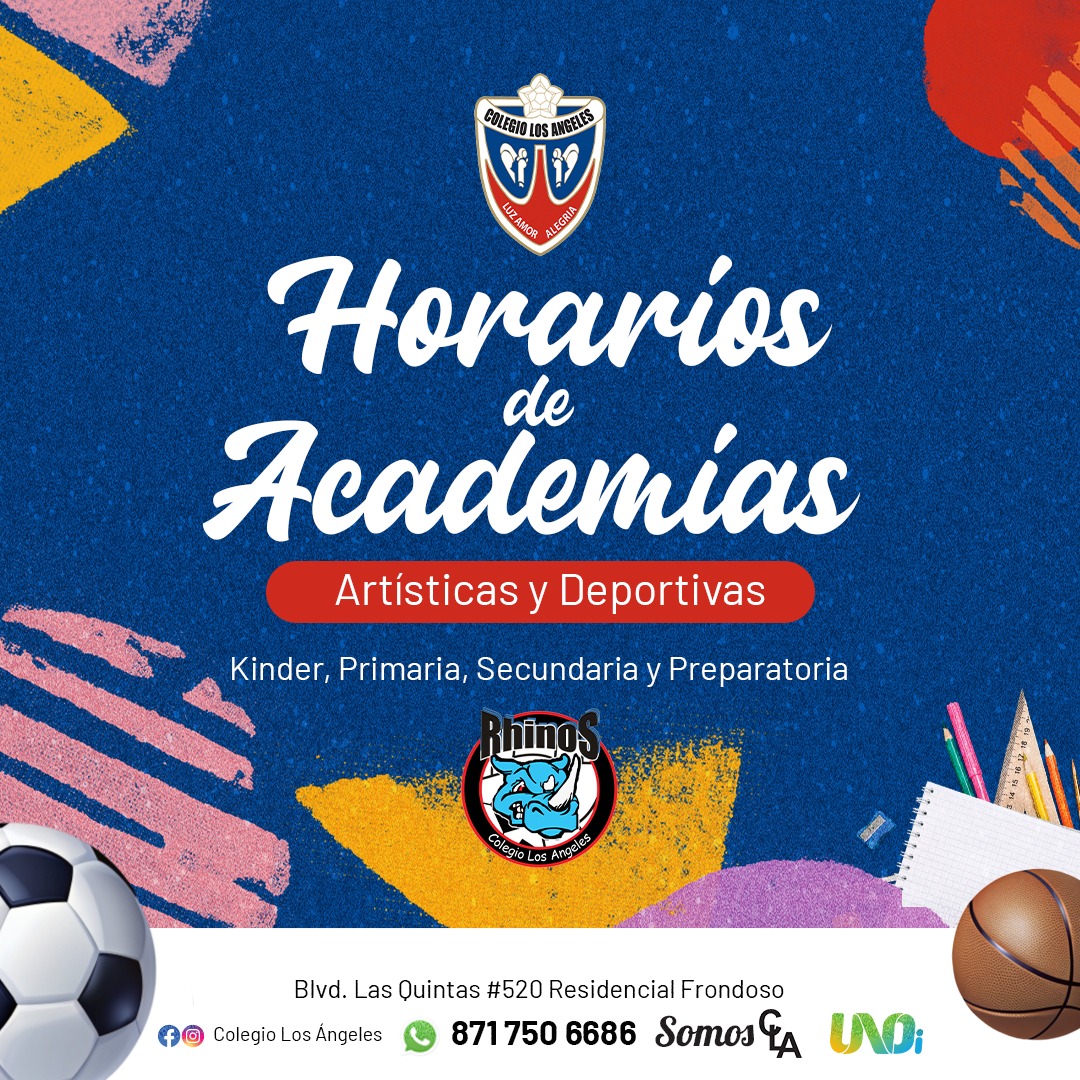 COLEGIO LOS ANGELES
LUZ AMOR ALEGRIA
Horarios
de
Academias
Artísticas y Deportivas
Kinder, Primaria, Secundaria y Preparatoria
RhinoS
Colegio Los Angeles
Blvd. Las Quintas #520 Residencial Frondoso
Colegio Los Ángeles 871 750 6686 Somos CLA UNOi